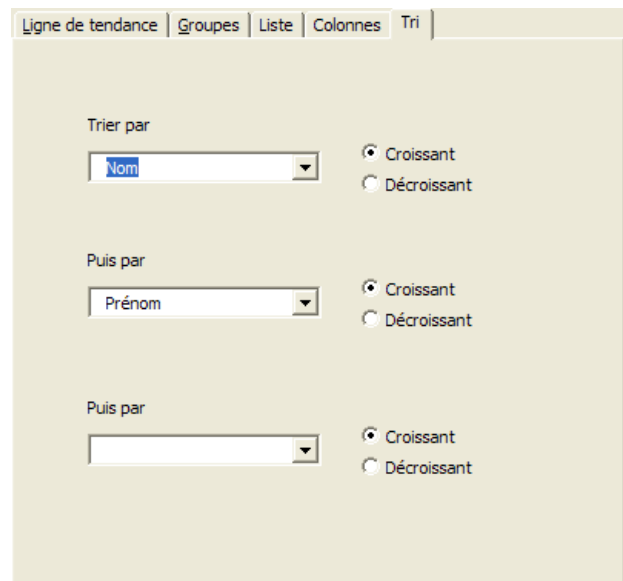 Ligne de tendance Groupes Liste Colonnes Tri
Trier par
Nom
Croissant
Décroissant
Puis par
Prénom
Croissant
Décroissant
Puis par
Croissant
Décroissant